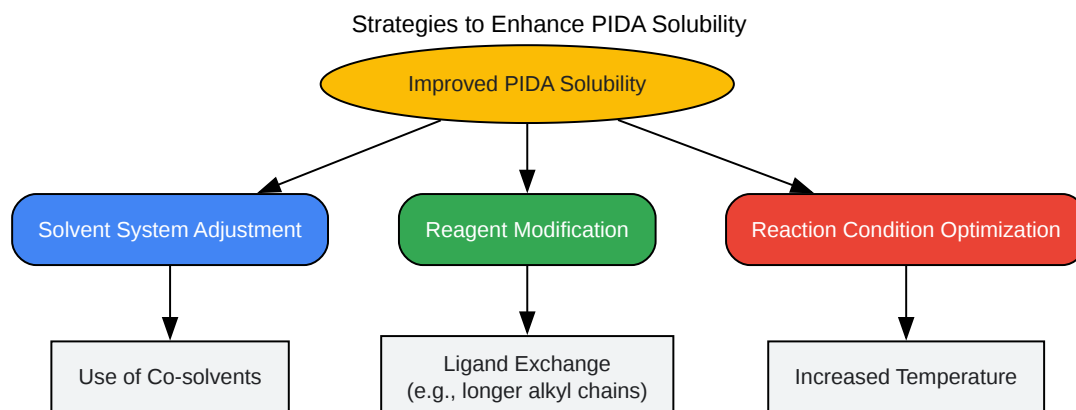 Strategies to Enhance PIDA Solubility
Improved PIDA Solubility
Solvent System Adjustment
Reagent Modification
Reaction Condition Optimization
Use of Co-solvents
Ligand Exchange
(e.g., longer alkyl chains)
Increased Temperature